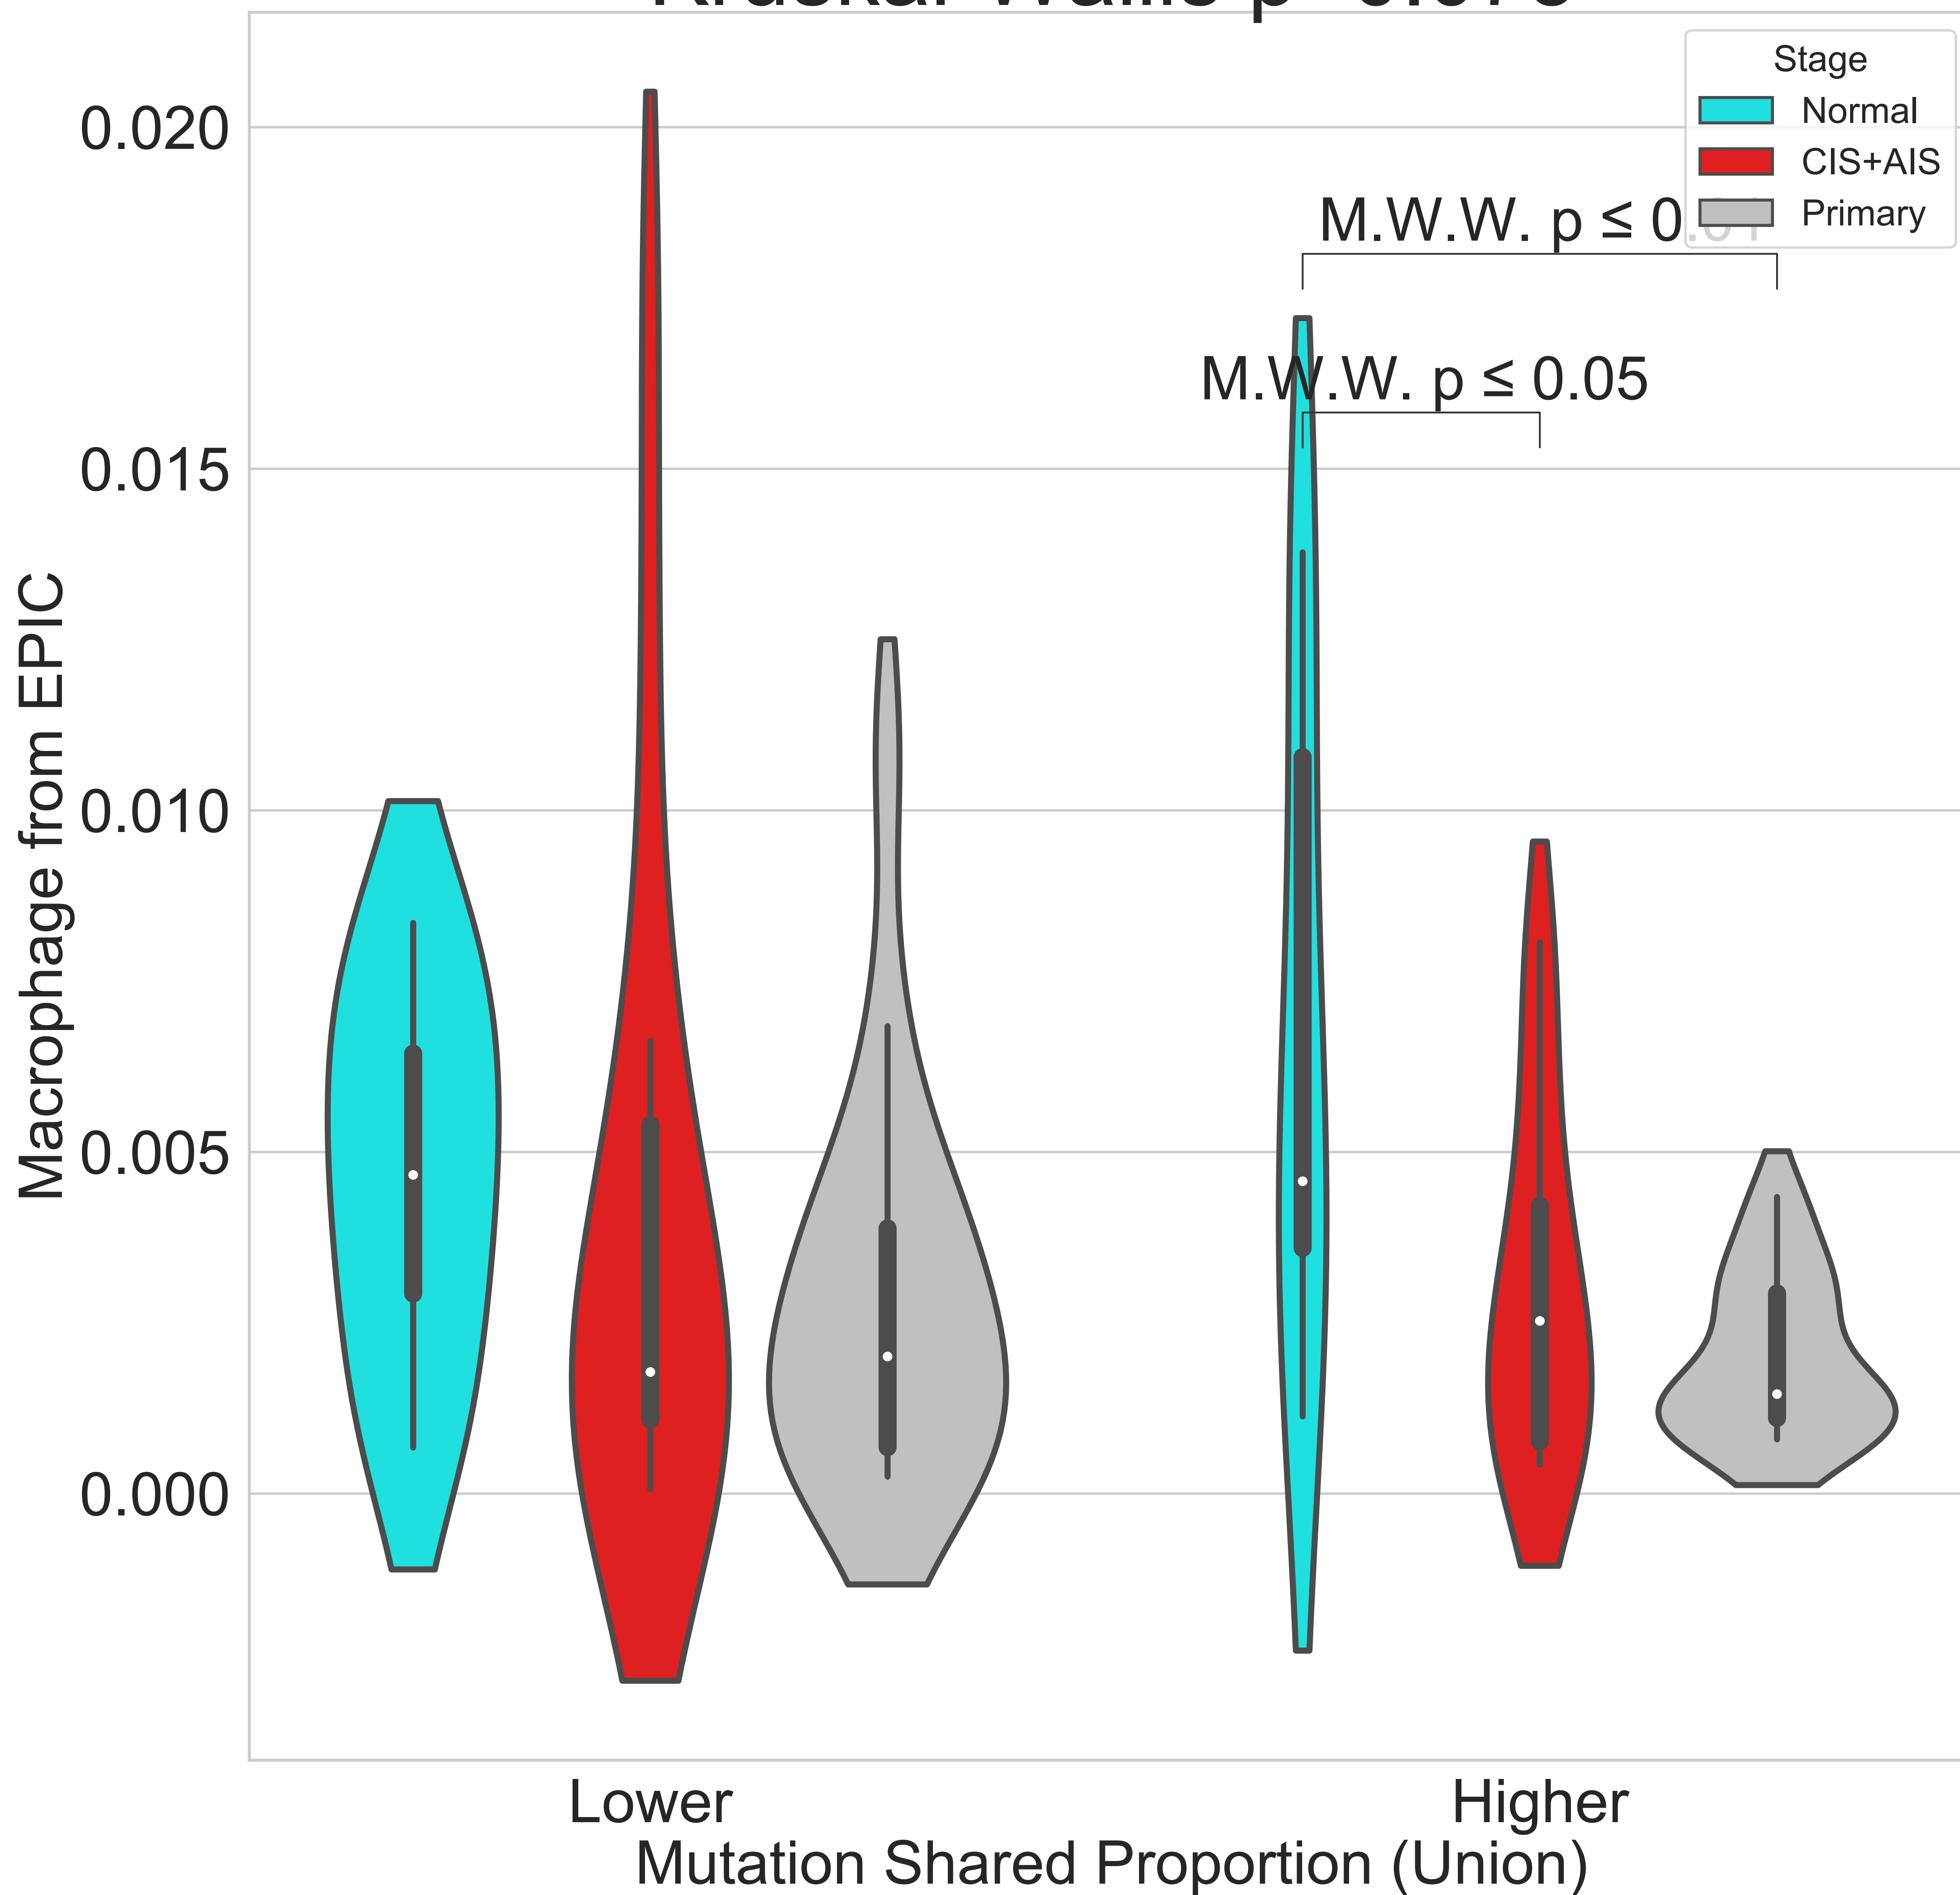 Stage
Normal
CIS+AIS
Primary
M.W.W. p ≤ 0.01
M.W.W. p ≤ 0.05
0.020
0.015
0.010
0.005
0.000
Macrophage from EPIC
Lower
Higher
Mutation Shared Proportion (Union)